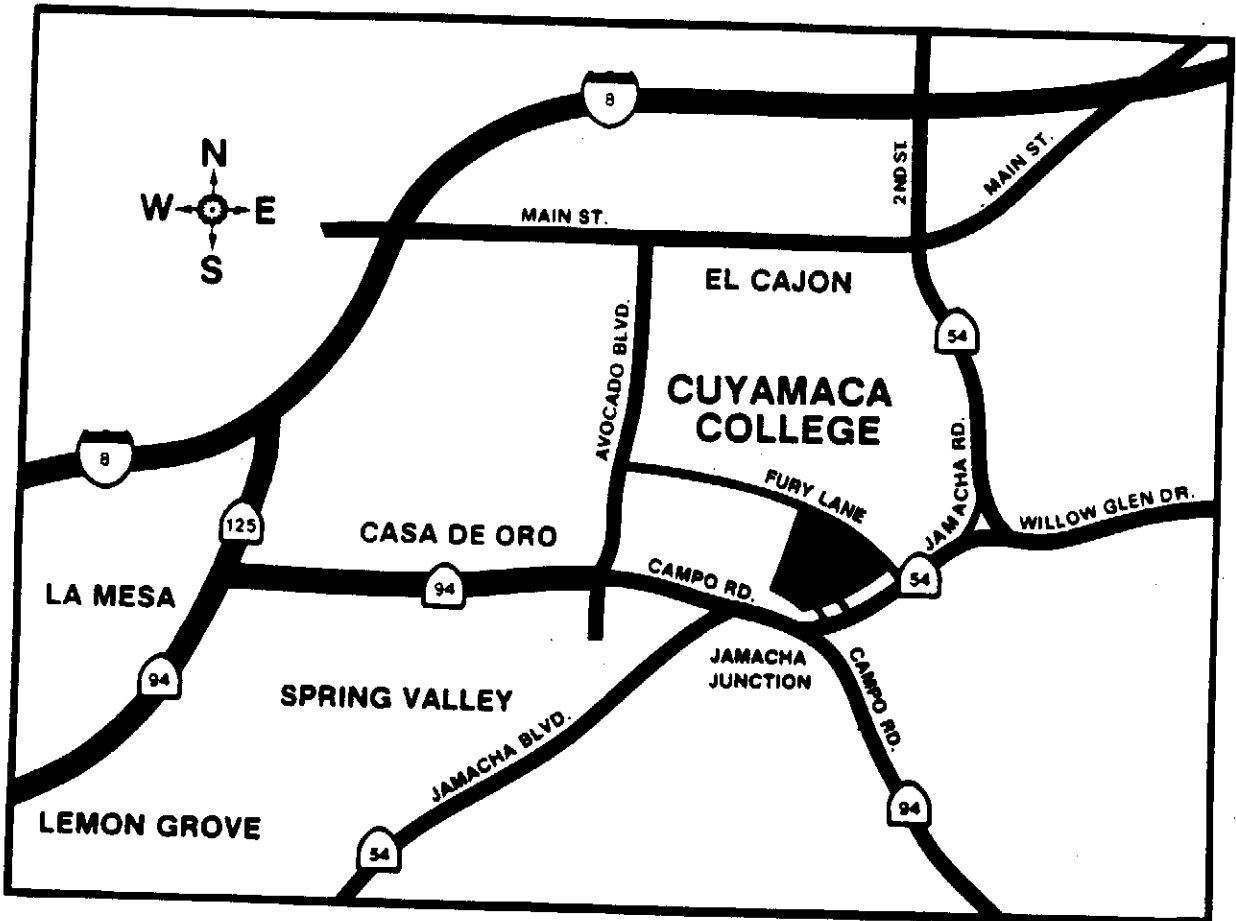 8
N
W E
S
2ND ST.
MAIN ST.
MAIN ST.
EL CAJON
54
AVOCADO BLVD.
CUYAMACA
COLLEGE
JAMACHA RD.
8
FURY LANE
WILLOW GLEN DR.
125
CASA DE ORO
94
CAMPO RD.
54
LA MESA
94
JAMACHA
JUNCTION
CAMPO RD.
SPRING VALLEY
JAMACHA BLVD.
94
LEMON GROVE
54